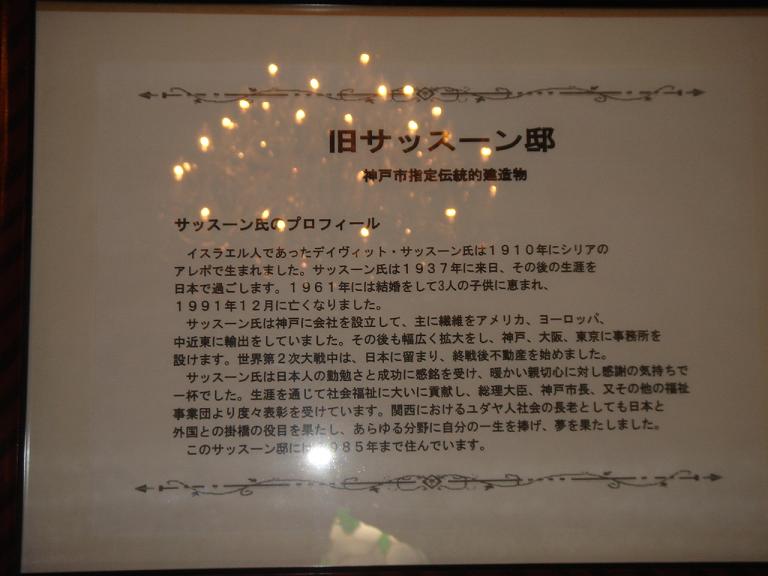 旧サッスーン邸
神戸市指定伝統的建造物
サッスーン氏のプロフィール
イスラエル人であったデイヴィット・サッスーン氏は1910年にシリアの
アレポで生まれました。サッスーン氏は1937年に来日、その後の生涯を
日本で過ごします。1961年には結婚をして3人の子供に恵まれ、
1991年12月に亡くなりました。
サッスーン氏は神戸に会社を設立して、主に繊維をアメリカ、ヨーロッパ、
中近東に輸出をしていました。その後も幅広く拡大をし、神戸、大阪、東京に事務所を
設けます。世界第2次大戦中は、日本に留まり、終戦後不動産を始めました。
サッスーン氏は日本人の勤勉さと成功に感銘を受け、暖かい親切心に対し感謝の気持ちで
一杯でした。生涯を通じて社会福祉に大いに貢献し、総理大臣、神戸市長、又その他の福祉
事業団より度々表彰を受けています。関西におけるユダヤ人社会の長老としても日本と
外国との掛橋の役目を果たし、あらゆる分野に自分の一生を捧げ、夢を果たしました。
このサッスーン邸には 985年まで住んでいます。